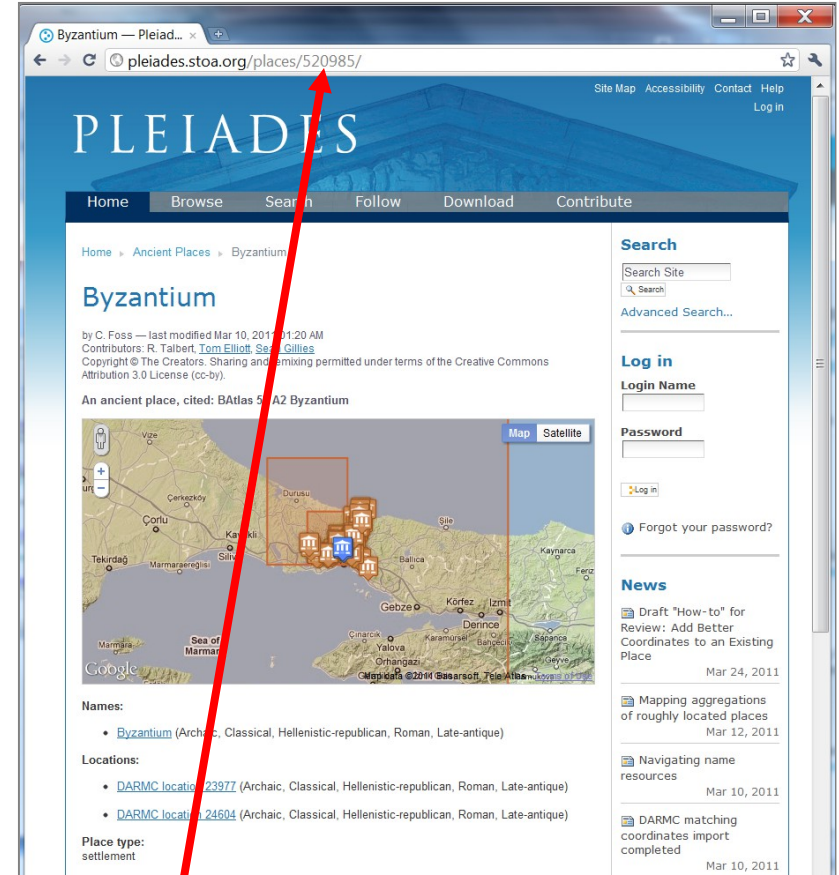 Byzantium — Pleiad...
pleiades.stoa.org/places/520985/
Site Map Accessibility Contact Help
Log in
PLEIADES
Home Browse Search Follow Download Contribute
Home Ancient Places Byzantium
Byzantium
by C. Foss — last modified Mar 10, 2011 01:20 AM
Contributors: R. Talbert, Tom Elliott, Sean Gillies
Copyright © The Creators. Sharing and remixing permitted under terms of the Creative Commons
Attribution 3.0 License (cc-by).
An ancient place, cited: BAtlas A2 Byzantium
Map Satellite
Vize
Çerkezköy
Durusu
Çorlu
Şile
Tekirdağ
Marmaraereğlisi
Silivri
Ballıca
Kaynarca
Gebze
Körfez
Izmit
Derince
Çınarcık
Yalova
Karamürsel
Bahçecik
Sapanca
Marmara
Sea of
Marmara
Orhangazi
Geyve
Google
Names:
Byzantium (Archaic, Classical, Hellenistic-republican, Roman, Late-antique)
Locations:
DARMC location 23977 (Archaic, Classical, Hellenistic-republican, Roman, Late-antique)
DARMC location 24604 (Archaic, Classical, Hellenistic-republican, Roman, Late-antique)
Place type:
settlement
Search
Search Site
Search
Advanced Search...
Log in
Login Name
Password
Log in
Forgot your password?
News
Draft "How-to" for
Review: Add Better
Coordinates to an Existing
Place
Mar 24, 2011
Mapping aggregations
of roughly located places
Mar 12, 2011
Navigating name
resources
Mar 10, 2011
DARMC matching
coordinates import
completed
Mar 10, 2011